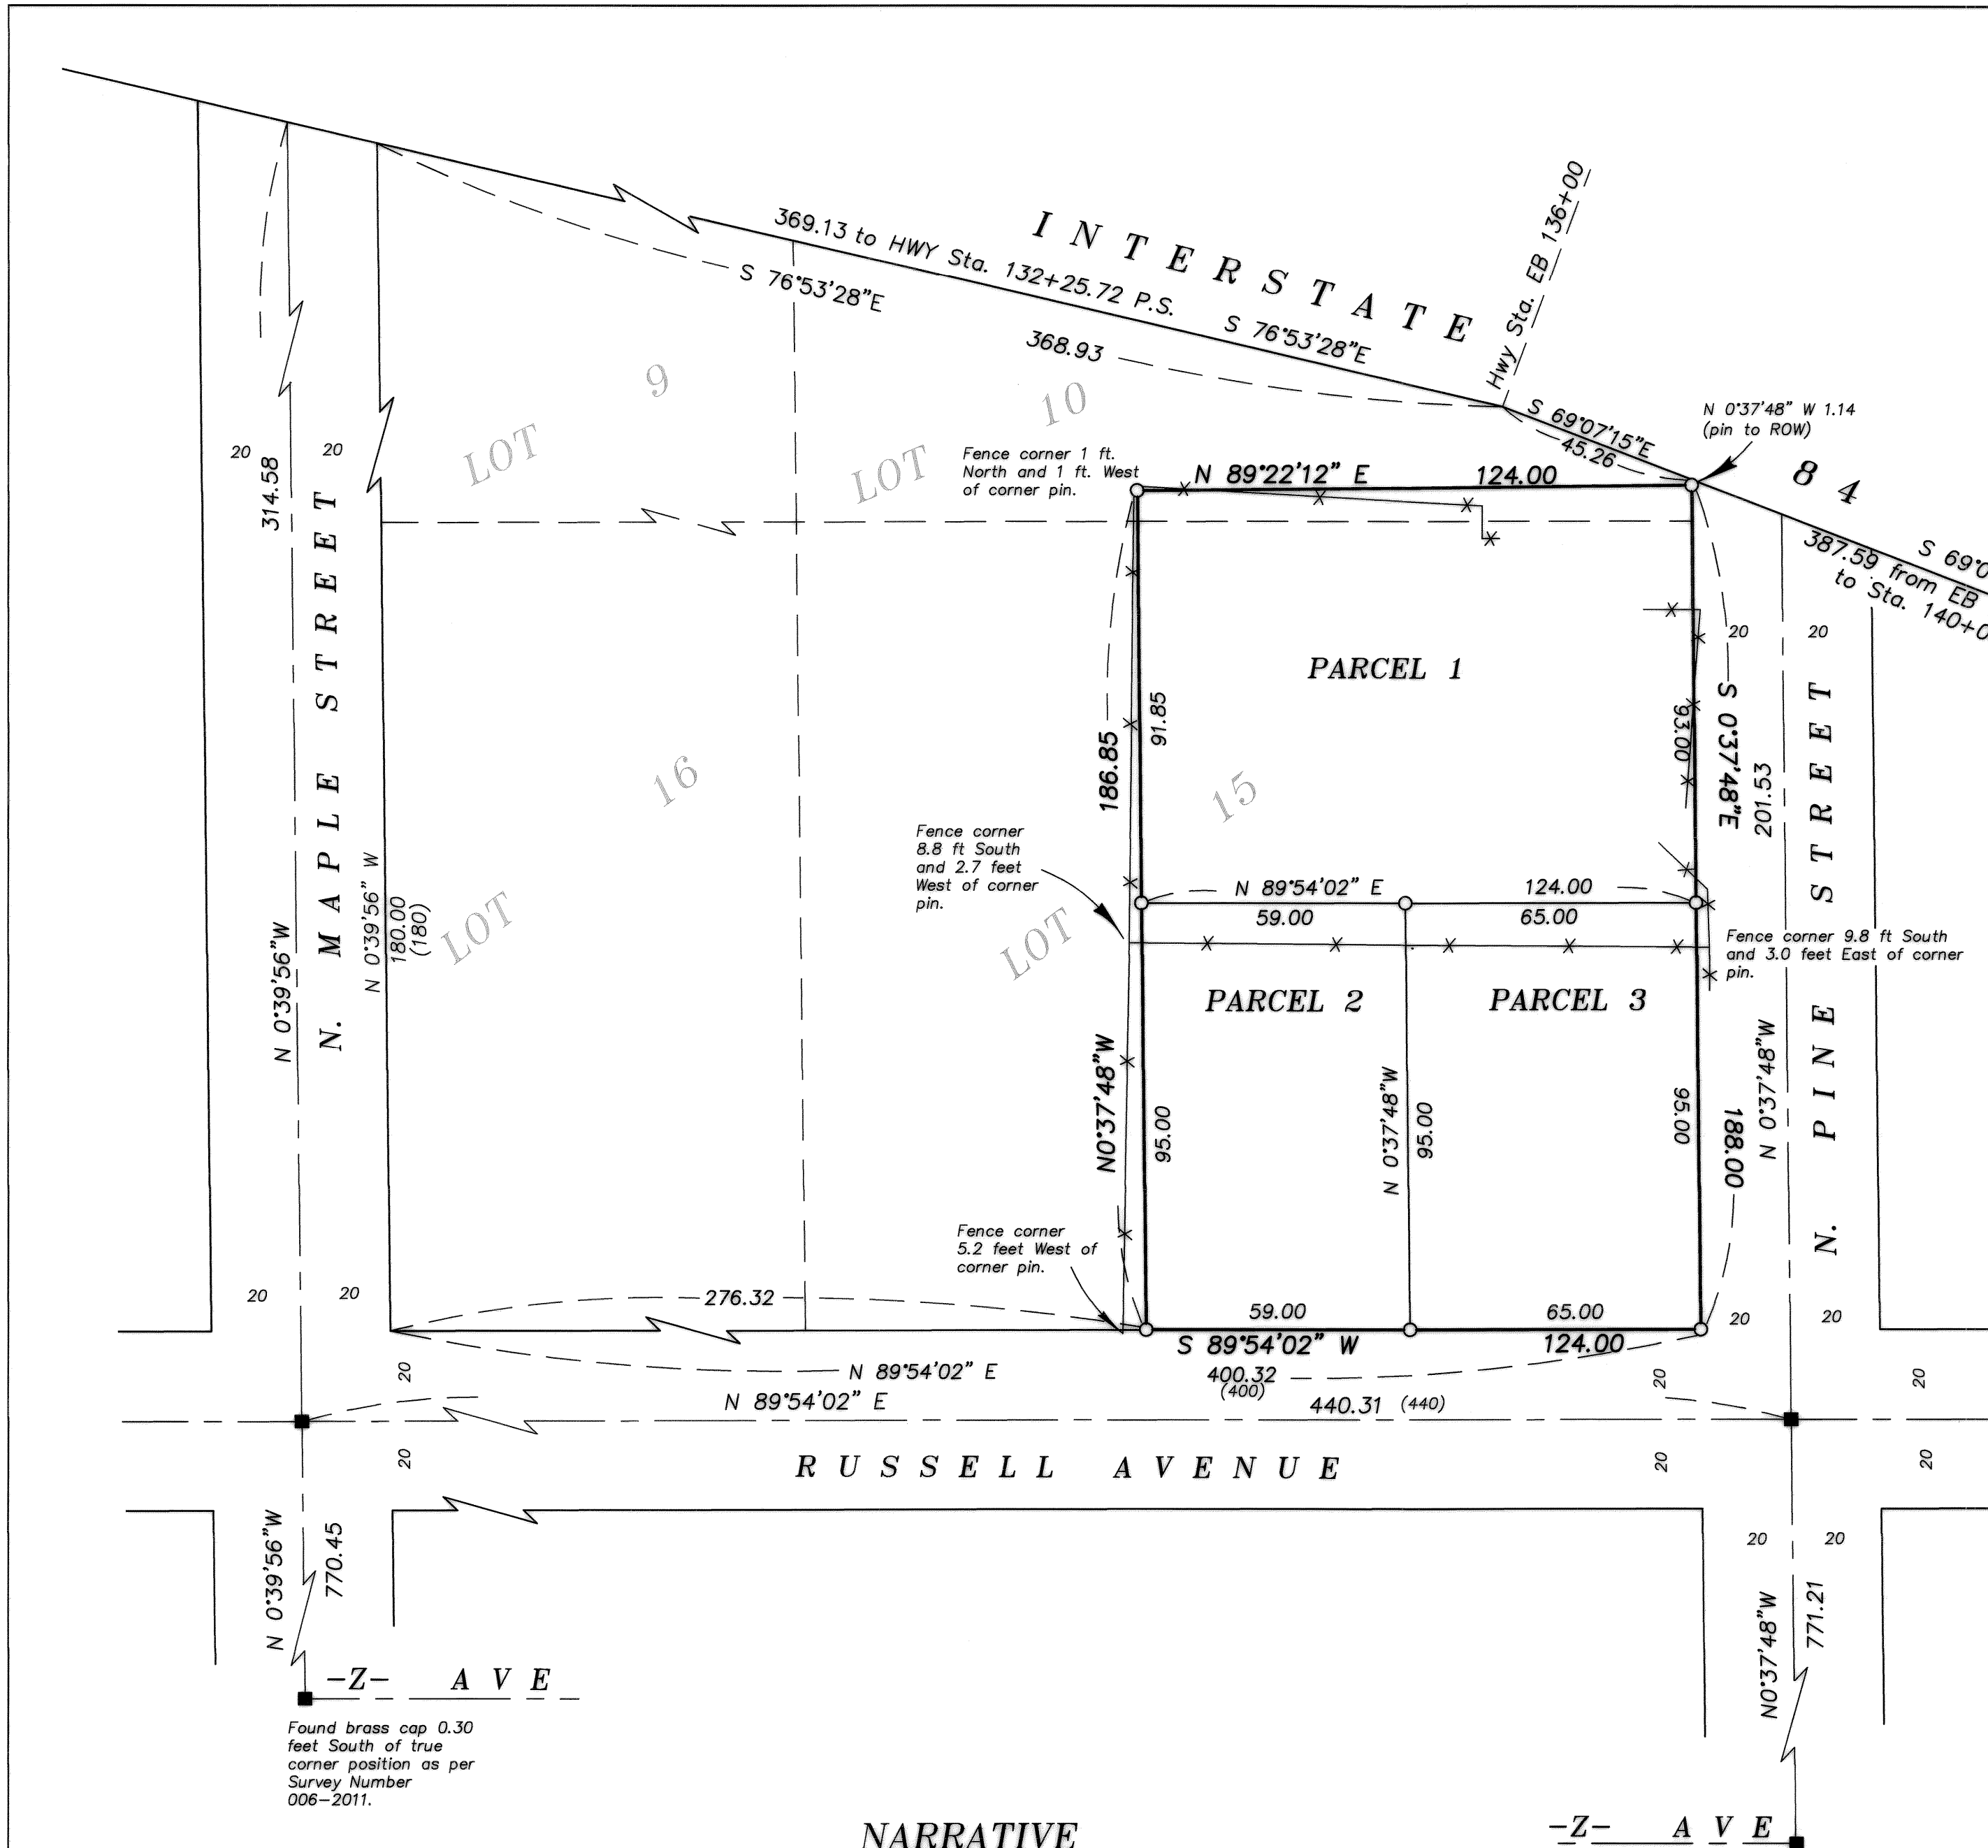 INTERSTATE
84
Hwy Sta. EB 136+00
369.13 to HWY Sta. 132+25.72 P.S.
S 76°53'28"E
S 76°53'28"E
368.93
S 69°07'15"E
45.26
N 0°37'48" W 1.14
(pin to ROW)
387.59 from EB
to Sta. 140+0
S 69°0
LOT 9
LOT 10
Fence corner 1 ft.
North and 1 ft. West
of corner pin.
N 89°22'12" E
124.00
20
20
314.58
N. MAPLE STREET
N 0°39'56"W
N 0°39'56" W
180.00
(180)
LOT 16
LOT 15
PARCEL 1
186.85
91.85
93.00
S 0°37'48"E
201.53
20
20
N. PINE STREET
Fence corner
8.8 ft South
and 2.7 feet
West of corner
pin.
N 89°54'02" E
124.00
59.00
65.00
Fence corner 9.8 ft South
and 3.0 feet East of corner
pin.
PARCEL 2
PARCEL 3
N0°37'48"W
95.00
N 0°37'48"W
95.00
95.00
188.00
N 0°37'48"W
Fence corner
5.2 feet West of
corner pin.
20
20
276.32
59.00
65.00
20
20
S 89°54'02" W
124.00
20
N 89°54'02" E
400.32
(400)
20
20
N 89°54'02" E
440.31 (440)
20
RUSSELL AVENUE
20
20
N 0°39'56"W
770.45
20
20
N0°37'48"W
771.21
-Z- AVE
Found brass cap 0.30
feet South of true
corner position as per
Survey Number
006-2011.
NARRATIVE
-Z- AVE